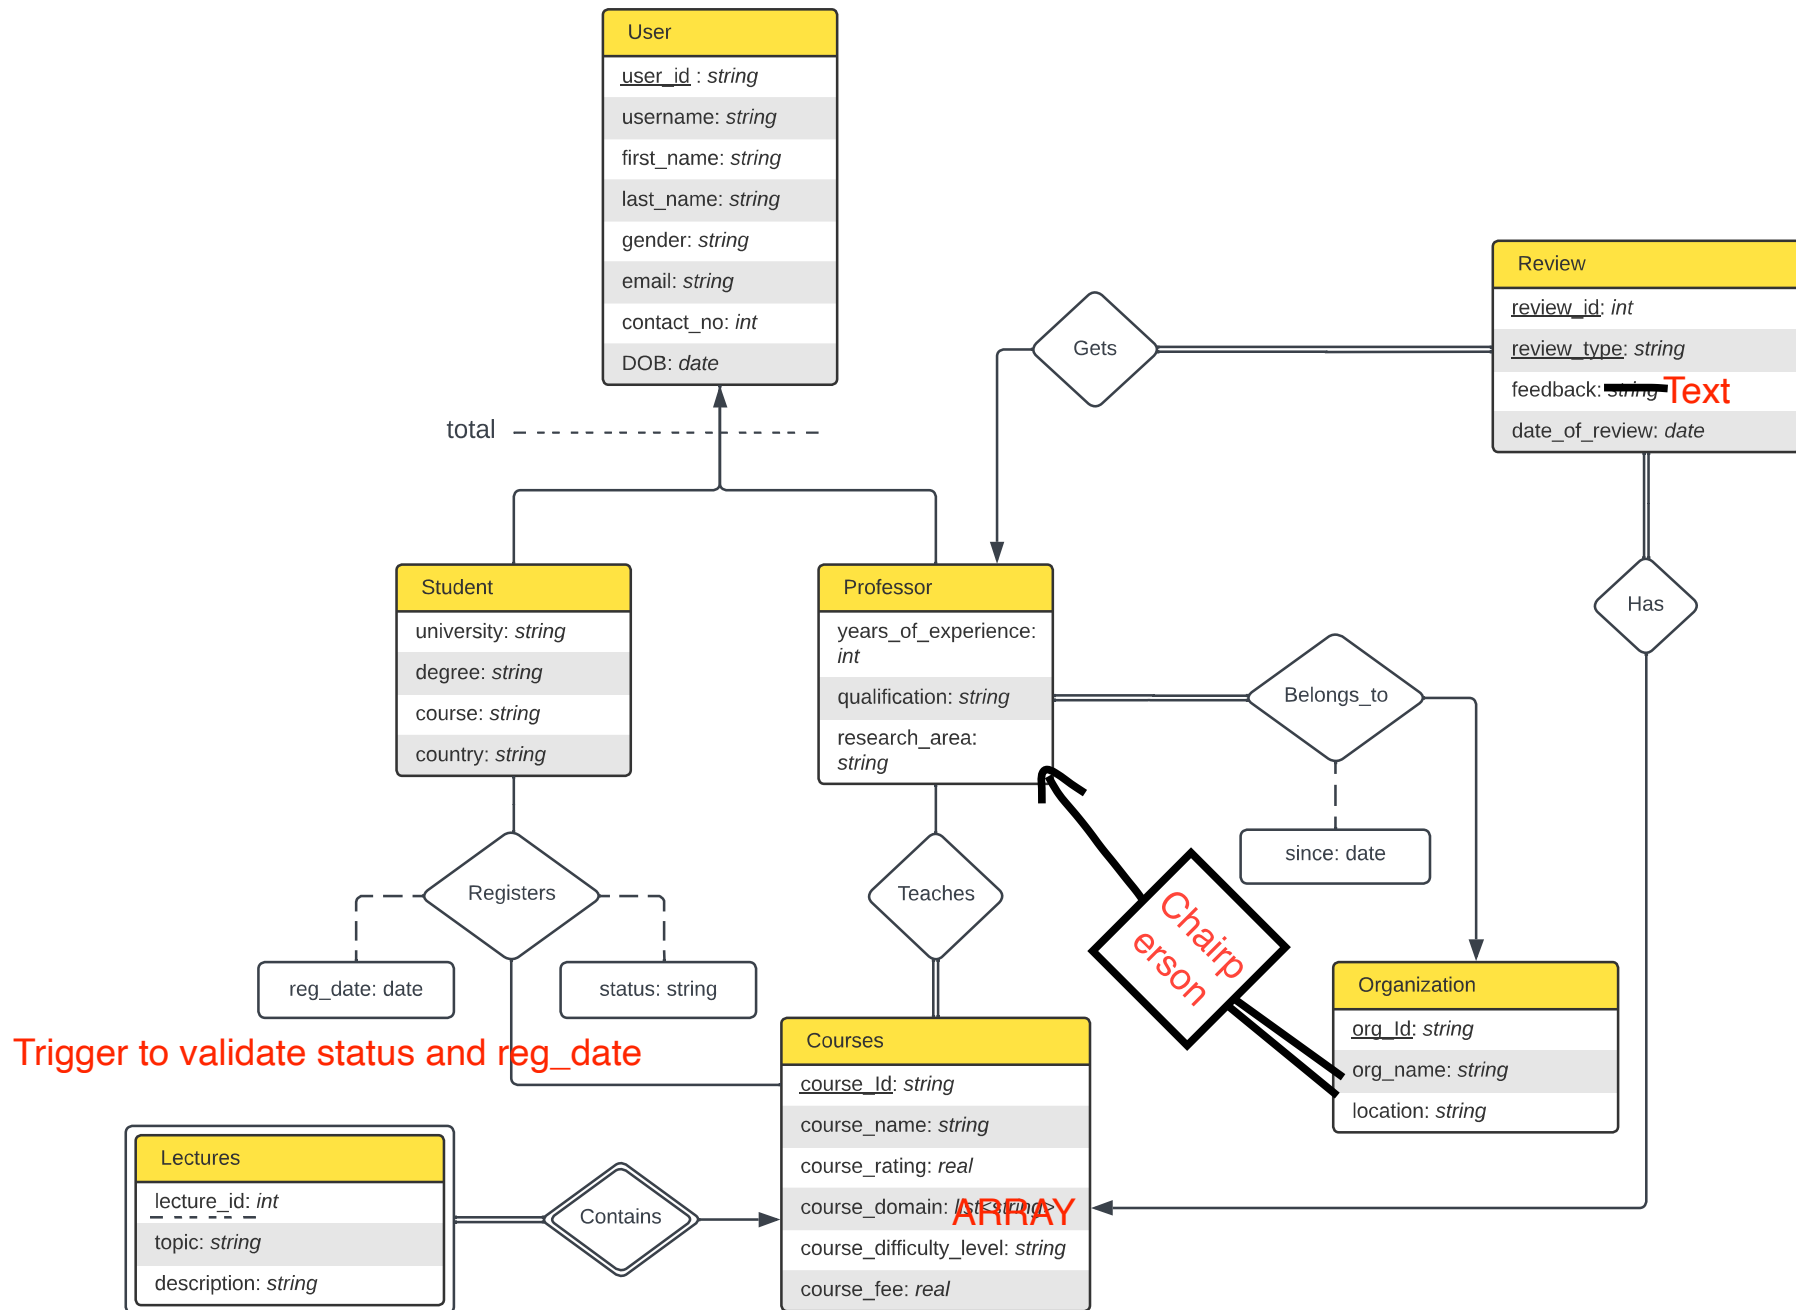 User
user_id : string
username: string
first_name: string
last_name: string
gender: string
email: string
contact_no: int
DOB: date
total
Review
review_id: int
review_type: string
feedback: string Text
date_of_review: date
Gets
Has
Student
university: string
degree: string
course: string
country: string
Professor
years_of_experience:
int
qualification: string
research_area:
string
Belongs_to
since: date
Registers
reg_date: date
status: string
Teaches
Chairp
erson
Trigger to validate status and reg_date
Organization
org_Id: string
org_name: string
location: string
Courses
course_Id: string
course_name: string
course_rating: real
course_domain: list<string> ARRAY
course_difficulty_level: string
course_fee: real
Lectures
lecture_id: int
topic: string
description: string
Contains